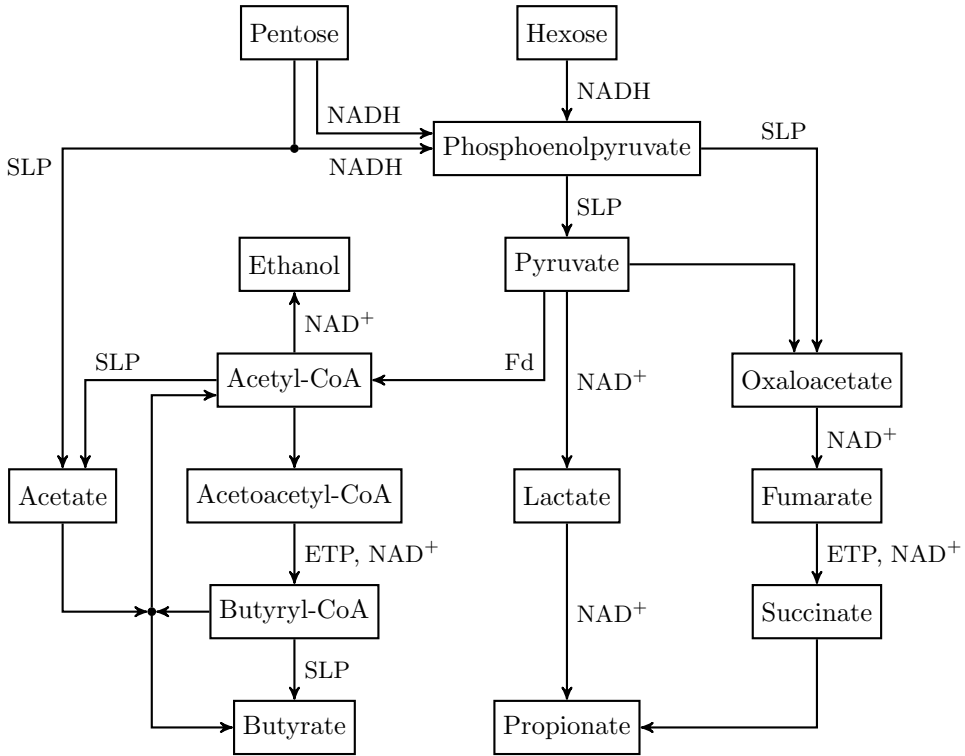 Pentose
Hexose
NADH
NADH
Phosphoenolpyruvate
SLP
SLP
NADH
SLP
Ethanol
Pyruvate
NAD⁺
SLP
Acetyl-CoA
Fd
NAD⁺
Oxaloacetate
NAD⁺
Acetate
Acetoacetyl-CoA
Lactate
Fumarate
ETP, NAD⁺
ETP, NAD⁺
Butyryl-CoA
NAD⁺
Succinate
SLP
Butyrate
Propionate